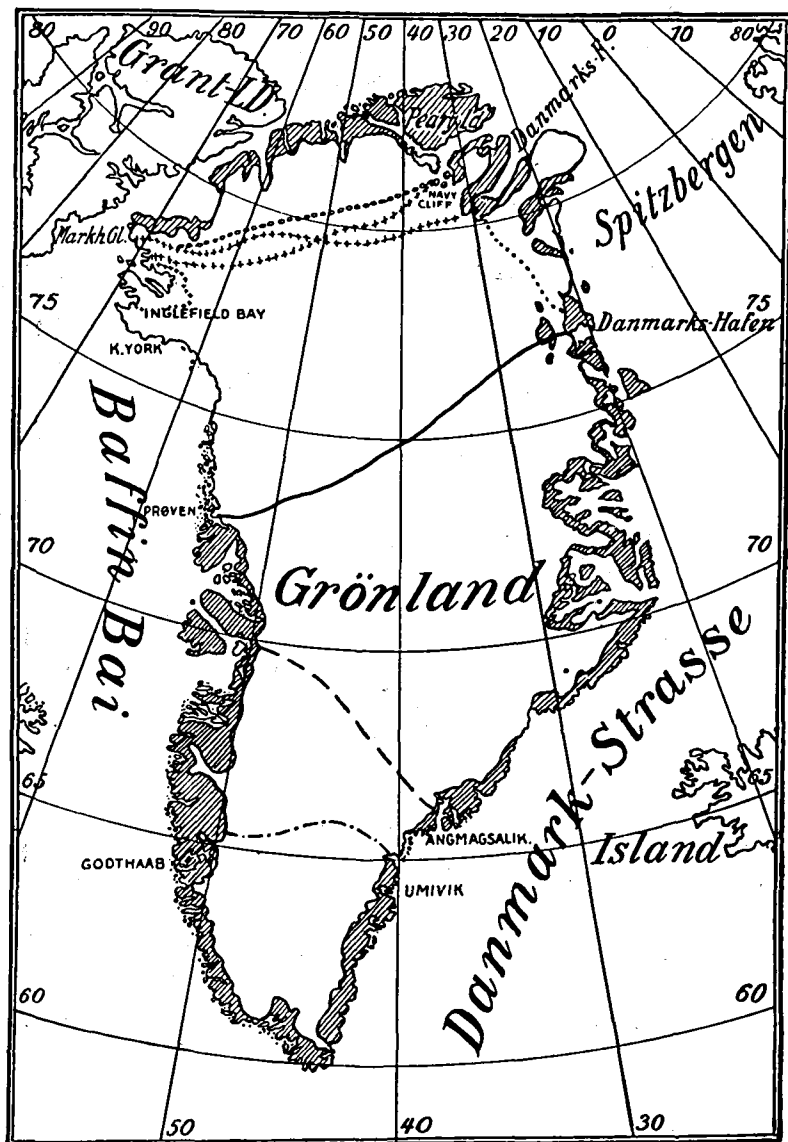 80 90 80 70 60 50 40 30 20 10 0 10 80
Grant-LD.
Peary Ld.
Danmarks-F.
NAVY
CLIFF
Spitzbergen
Markh.Gl.
75
INGLEFIELD BAY
75
Danmarks-Hafen
K.YORK
Baffin Bai
PRØVEN
70
Grönland
70
Danmark-Strasse
65
65
ANGMAGSALIK.
Island
GODTHAAB
UMIVIK
60
60
50 40 30